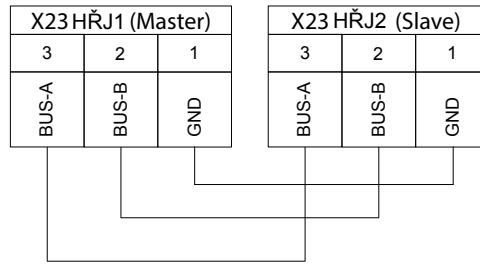 X23 HŘJ1 (Master)
3 2 1
BUS-A BUS-B GND
X23 HŘJ2 (Slave)
3 2 1
BUS-A BUS-B GND